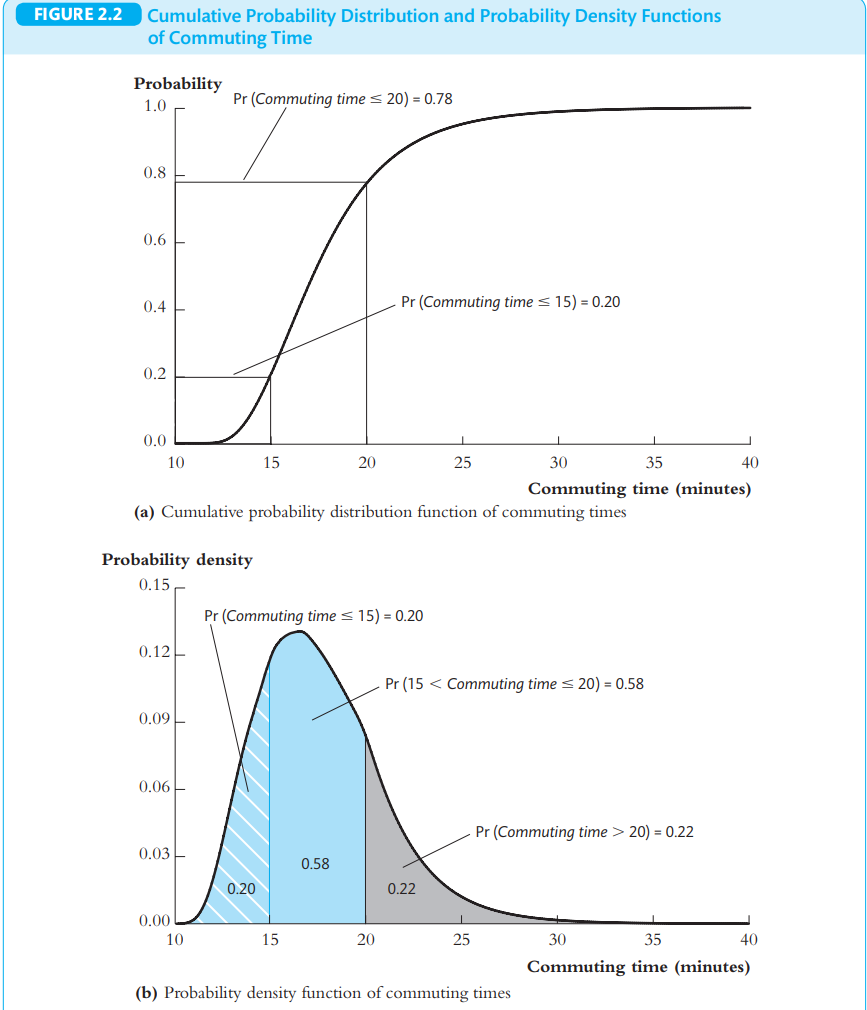 FIGURE 2.2 Cumulative Probability Distribution and Probability Density Functions
of Commuting Time
Probability
Pr (Commuting time ≤ 20) = 0.78
1.0
0.8
0.6
Pr (Commuting time ≤ 15) = 0.20
0.4
0.2
0.0
10 15 20 25 30 35 40
Commuting time (minutes)
(a) Cumulative probability distribution function of commuting times
Probability density
0.15
Pr (Commuting time ≤ 15) = 0.20
0.12
Pr (15 < Commuting time ≤ 20) = 0.58
0.09
0.06
Pr (Commuting time > 20) = 0.22
0.03
0.58
0.20 0.22
0.00
10 15 20 25 30 35 40
Commuting time (minutes)
(b) Probability density function of commuting times